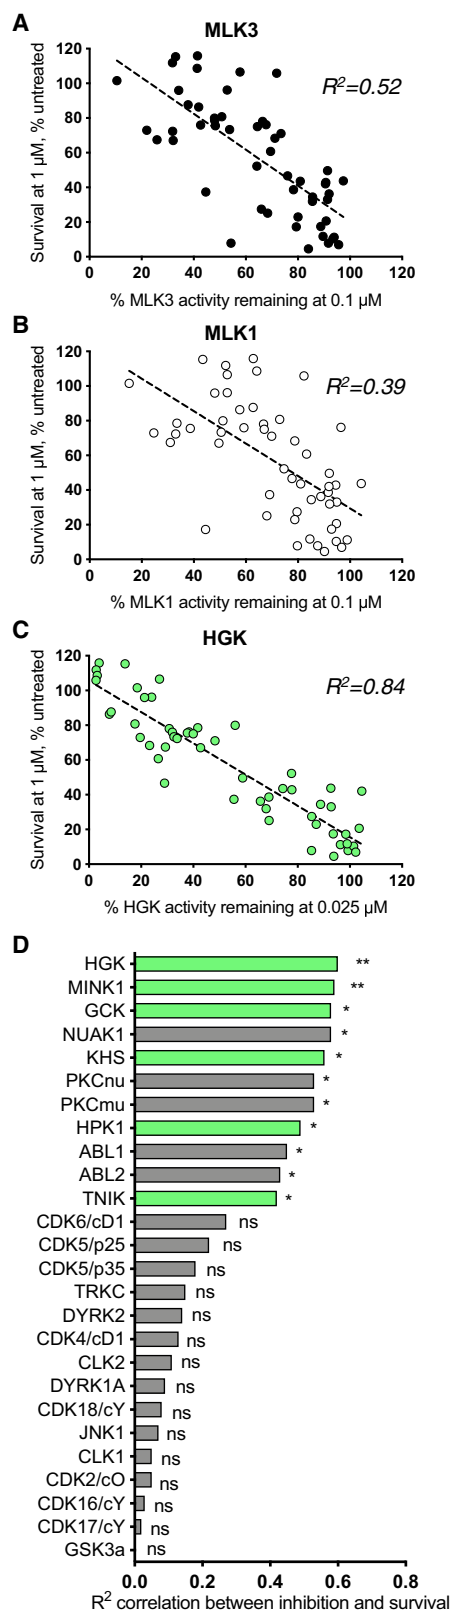 A
MLK3
Survival at 1 µM, % untreated
120
100
80
60
40
20
0
R²=0.52
0 20 40 60 80 100 120
% MLK3 activity remaining at 0.1 µM
B
MLK1
Survival at 1 µM, % untreated
120
100
80
60
40
20
0
R²=0.39
0 20 40 60 80 100 120
% MLK1 activity remaining at 0.1 µM
C
HGK
Survival at 1 µM, % untreated
120
100
80
60
40
20
0
R²=0.84
0 20 40 60 80 100 120
% HGK activity remaining at 0.025 µM
D
HGK **
MINK1 **
GCK *
NUAK1 *
KHS *
PKCnu *
PKCmu *
HPK1 *
ABL1 *
ABL2 *
TNIK *
CDK6/cD1 ns
CDK5/p25 ns
CDK5/p35 ns
TRKC ns
DYRK2 ns
CDK4/cD1 ns
CLK2 ns
DYRK1A ns
CDK18/cY ns
JNK1 ns
CLK1 ns
CDK2/cO ns
CDK16/cY ns
CDK17/cY ns
GSK3a ns
0.0 0.2 0.4 0.6 0.8
R² correlation between inhibition and survival